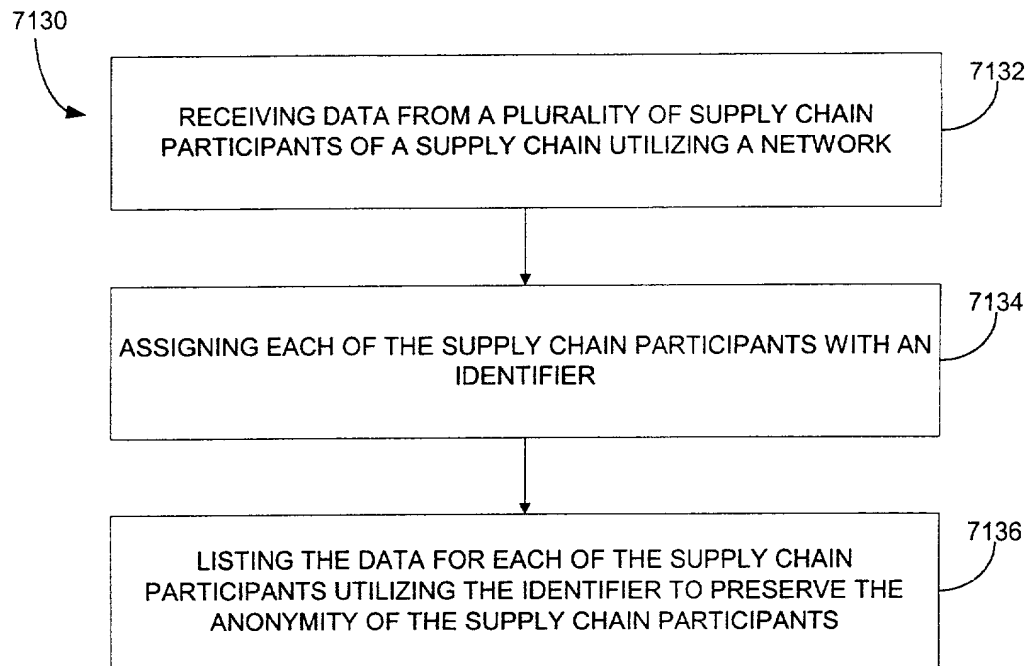 7130
7132
RECEIVING DATA FROM A PLURALITY OF SUPPLY CHAIN
PARTICIPANTS OF A SUPPLY CHAIN UTILIZING A NETWORK
7134
ASSIGNING EACH OF THE SUPPLY CHAIN PARTICIPANTS WITH AN
IDENTIFIER
7136
LISTING THE DATA FOR EACH OF THE SUPPLY CHAIN
PARTICIPANTS UTILIZING THE IDENTIFIER TO PRESERVE THE
ANONYMITY OF THE SUPPLY CHAIN PARTICIPANTS